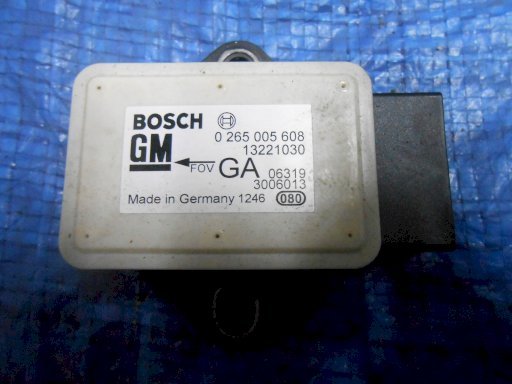 BOSCH
0 265 005 608
GM
13221030
FOV GA 06319
3006013
Made in Germany 1246 080